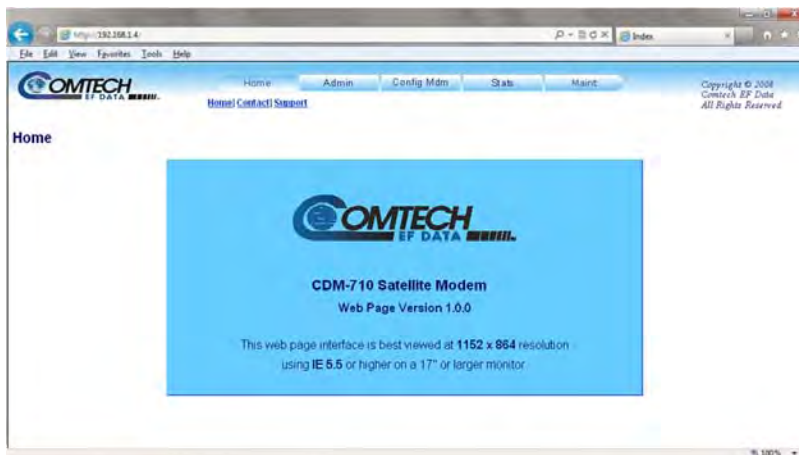 http://192.168.1.4/
Index
File Edit View Favorites Tools Help
COMTECH
EF DATA
Home Admin Config Mdm Stats Maint
Home| Contact| Support
Copyright © 2008
Comtech EF Data
All Rights Reserved
Home
COMTECH
EF DATA
CDM-710 Satellite Modem
Web Page Version 1.0.0
This web page interface is best viewed at 1152 x 864 resolution
using IE 5.5 or higher on a 17" or larger monitor
100%